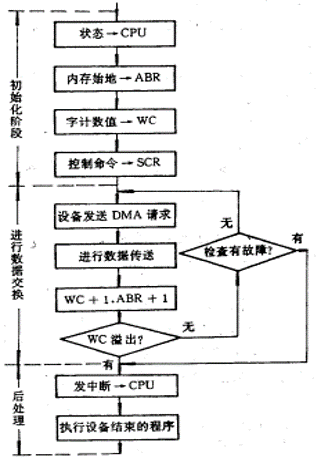 初始化阶段
状态→CPU
内存始地→ABR
字计数值→WC
控制命令→SCR
进行数据交换
设备发送 DMA 请求
进行数据传送
WC+1.ABR+1
WC 溢出?
无
检查有故障?
无
有
有
后处理
发中断→CPU
执行设备结束的程序